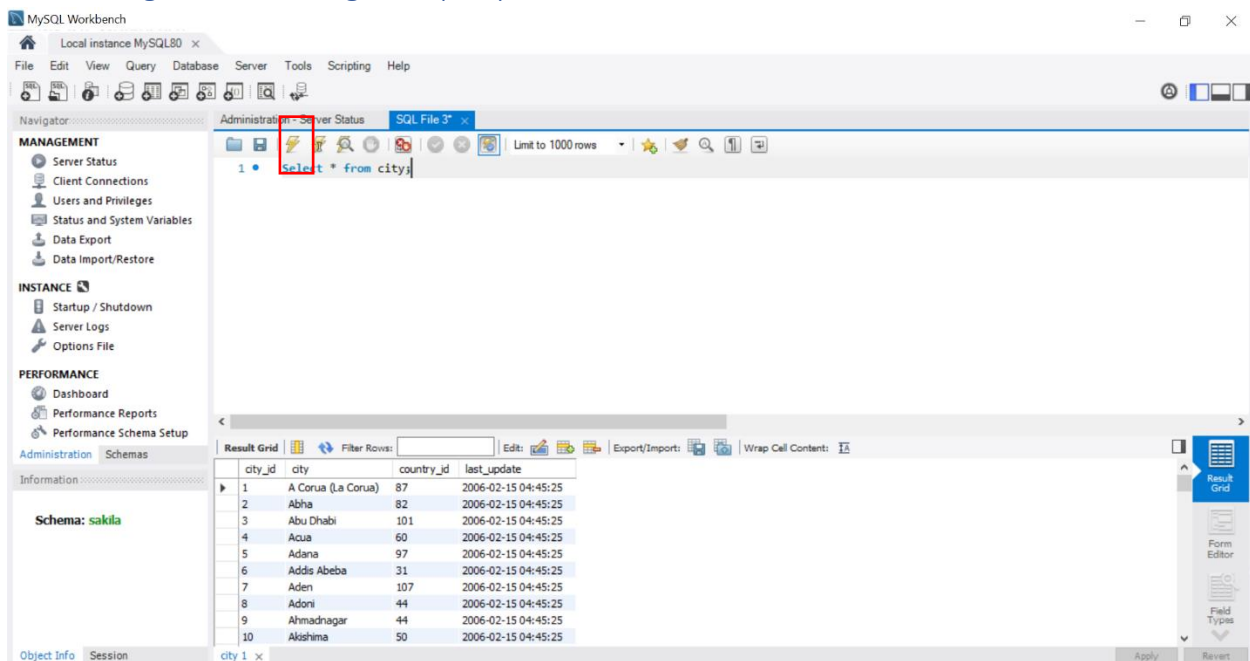 MySQL Workbench
Local instance MySQL80
File Edit View Query Database Server Tools Scripting Help
Navigator
MANAGEMENT
Server Status
Client Connections
Users and Privileges
Status and System Variables
Data Export
Data Import/Restore
INSTANCE
Startup / Shutdown
Server Logs
Options File
PERFORMANCE
Dashboard
Performance Reports
Performance Schema Setup
Administration Schemas
Information
Schema: sakila
Object Info Session
Administration - Server Status SQL File 3*
Limit to 1000 rows
1 Select * from city;
Result Grid Filter Rows: Edit: Export/Import: Wrap Cell Content:
city_id city country_id last_update
1 A Corua (La Corua) 87 2006-02-15 04:45:25
2 Abha 82 2006-02-15 04:45:25
3 Abu Dhabi 101 2006-02-15 04:45:25
4 Acua 60 2006-02-15 04:45:25
5 Adana 97 2006-02-15 04:45:25
6 Addis Abeba 31 2006-02-15 04:45:25
7 Aden 107 2006-02-15 04:45:25
8 Adoni 44 2006-02-15 04:45:25
9 Ahmadnagar 44 2006-02-15 04:45:25
10 Akishima 50 2006-02-15 04:45:25
city 1
Result
Grid
Form
Editor
Field
Types
Apply Revert